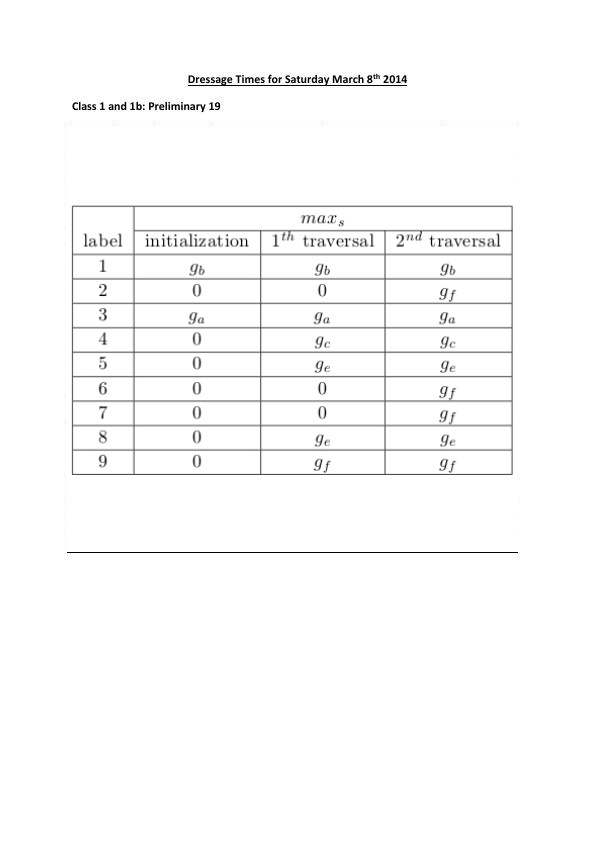 Dressage Times for Saturday March 8th 2014
Class 1 and 1b: Preliminary 19
max_s
label initialization 1^th traversal 2^nd traversal
1 g_b g_b g_b
2 0 0 g_f
3 g_a g_a g_a
4 0 g_c g_c
5 0 g_e g_e
6 0 0 g_f
7 0 0 g_f
8 0 g_e g_e
9 0 g_f g_f